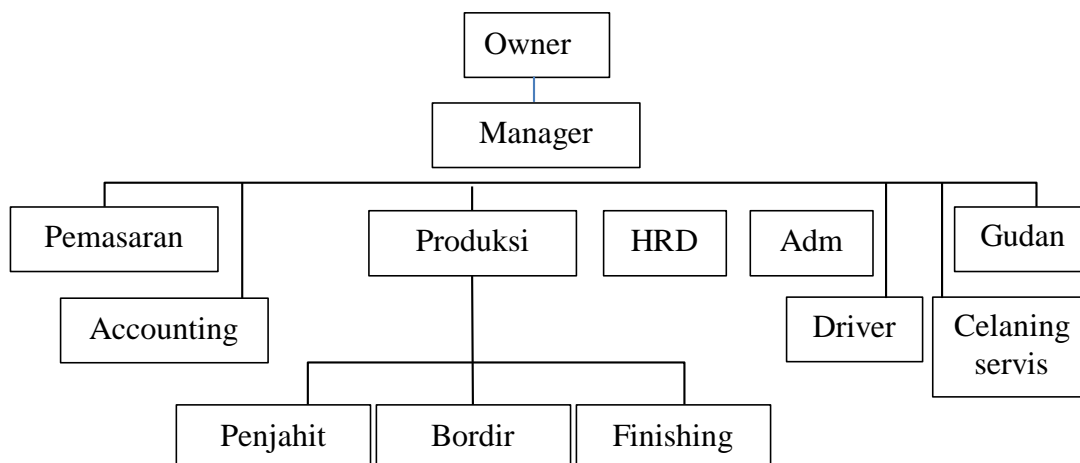 Owner
Manager
Pemasaran
Produksi
HRD
Adm
Gudan
Accounting
Driver
Celaning
servis
Penjahit
Bordir
Finishing